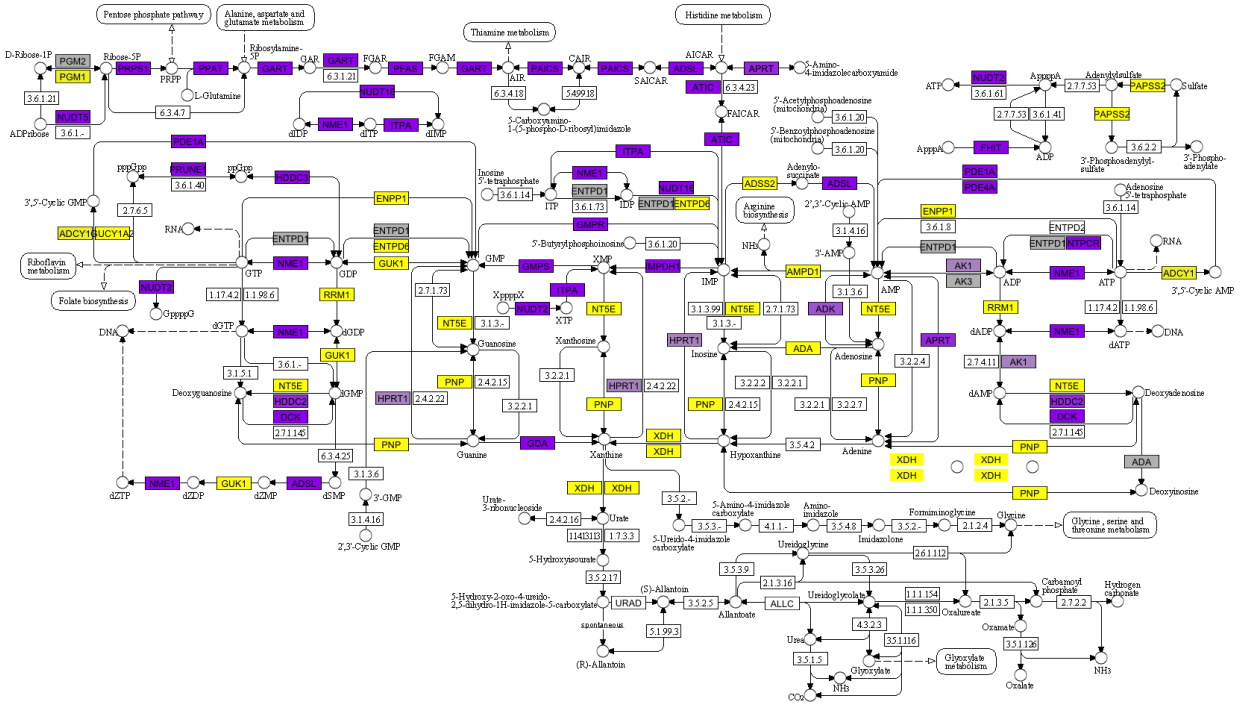 Pentose phosphate pathway
Alanine, aspartate and
glutamate metabolism
Histidine metabolism
Thiamine metabolism
D-Ribose-1P
PGM2
PGM1
Ribose-5P
PRPS1
PRPP
PPAT
Ribosylamine-
5P
GART
GAR
GART
6.3.1.21
FGAR
PFAS
FGAM
GART
AIR
PAICS
CAIR
PAICS
SAICAR
ADSL
AICAR
APRT
5-Amino-
4-imidazolecarboxyamide
3.6.1.21
NUDT5
3.6.1.-
ADPribose
L-Glutamine
6.3.4.7
NUDT16
dIDP
NME1
dITP
ITPA
dIMP
6.3.4.18
5.4.99.18
5-Carboxyamino-
1-(5-phospho-D-ribosyl)imidazole
ATIC
6.3.4.23
FAICAR
ATIC
5'-Acetylphosphoadenosine
(mitochondria)
3.6.1.20
5'-Benzoylphosphoadenosine
(mitochondria)
3.6.1.20
NUDT2
ATP
3.6.1.61
AppppA
2.7.7.53
Adenylylsulfate
PAPSS2
Sulfate
2.7.7.53
3.6.1.41
PAPSS2
ApppA
FHIT
ADP
3.6.2.2
3'-Phosphoadenylyl-
sulfate
3'-Phospho-
adenylate
PDE1A
pppGpp
PRUNE1
3.6.1.40
ppGpp
HDDC3
2.7.6.5
3',5'-Cyclic GMP
ADCY1
GUCY1A2
RNA
Riboflavin
metabolism
Folate biosynthesis
ENPP1
ENTPD1
NME1
GTP
GDP
ENTPD1
ENTPD6
GUK1
GMP
Inosine
5'-tetraphosphate
3.6.1.14
ITP
NME1
ENTPD1
3.6.1.73
IDP
ITPA
NUDT16
ENTPD1
ENTPD6
GMPR
5'-Butyrylphosphoinosine
3.6.1.20
ADSS2
Adenylo-
succinate
ADSL
Arginine
biosynthesis
NH3
2',3'-Cyclic AMP
3.1.4.16
3'-AMP
3.1.3.6
PDE1A
PDE4A
ENPP1
3.6.1.8
ENTPD1
Adenosine
5'-tetraphosphate
3.6.1.14
ENTPD2
ENTPD1
NTPCR
RNA
NUDT2
GppppG
1.17.4.2
1.1.98.6
RRM1
2.7.1.73
GMPS
XMP
IMPDH1
IMP
AMPD1
AMP
AK1
AK3
ADP
NME1
ATP
ADCY1
3',5'-Cyclic AMP
XppppX
NUDT2
ITPA
XTP
NT5E
3.1.3.-
NT5E
3.1.3.99
3.1.3.-
NT5E
2.7.1.73
ADK
NT5E
RRM1
1.17.4.2
1.1.98.6
DNA
dGTP
NME1
dGDP
GUK1
3.6.1.-
3.1.5.1
NT5E
HDDC2
DCK
2.7.1.145
Deoxyguanosine
dGMP
Guanosine
Xanthosine
HPRT1
Inosine
ADA
Adenosine
APRT
3.2.2.4
dADP
NME1
dATP
DNA
2.7.4.11
AK1
HPRT1
2.4.2.22
PNP
2.4.2.15
3.2.2.1
3.2.2.1
HPRT1
2.4.2.22
PNP
PNP
2.4.2.15
3.2.2.2
3.2.2.1
3.2.2.1
3.2.2.7
PNP
dAMP
NT5E
HDDC2
DCK
2.7.1.145
Deoxyadenosine
PNP
Guanine
GDA
Xanthine
XDH
XDH
Hypoxanthine
3.5.4.2
Adenine
PNP
XDH
XDH
XDH
XDH
ADA
Deoxyinosine
PNP
6.3.4.25
dZTP
NME1
dZDP
GUK1
dZMP
ADSL
dSMP
3.1.3.6
3'-GMP
3.1.4.16
2',3'-Cyclic GMP
XDH
XDH
Urate-
3-ribonucleoside
2.4.2.16
Urate
1.14.13.113
1.7.3.3
5-Hydroxyisourate
3.5.2.17
3.5.2.-
3.5.3.-
5-Amino-4-imidazole
carboxylate
4.1.1.-
Amino-
imidazole
3.5.4.8
3.5.2.-
Formiminoglycine
2.1.2.4
Glycine
Glycine , serine and
threonine metabolism
5-Ureido-4-imidazole
carboxylate
Imidazolone
5-Hydroxy-2-oxo-4-ureido-
2,5-dihydro-1H-imidazole-5-carboxylate
URAD
(S)-Allantoin
3.5.2.5
Allantoate
spontaneous
5.1.99.3
(R)-Allantoin
3.5.3.9
Ureidoglycine
2.1.3.16
3.5.3.26
2.6.1.112
ALLC
Ureidoglycolate
1.1.1.154
1.1.1.350
Oxalurate
2.1.3.5
Carbamoyl
phosphate
2.7.2.2
Hydrogen
carbonate
Urea
4.3.2.3
3.5.1.116
Oxamate
3.5.1.126
3.5.1.5
Glyoxylate
Glyoxylate
metabolism
NH3
NH3
CO2
Oxalate